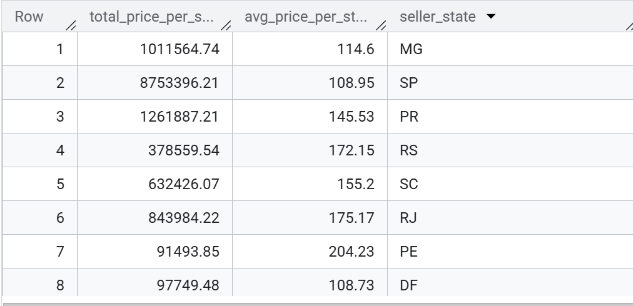 Row total_price_per_s... avg_price_per_st... seller_state
1 1011564.74 114.6 MG
2 8753396.21 108.95 SP
3 1261887.21 145.53 PR
4 378559.54 172.15 RS
5 632426.07 155.2 SC
6 843984.22 175.17 RJ
7 91493.85 204.23 PE
8 97749.48 108.73 DF